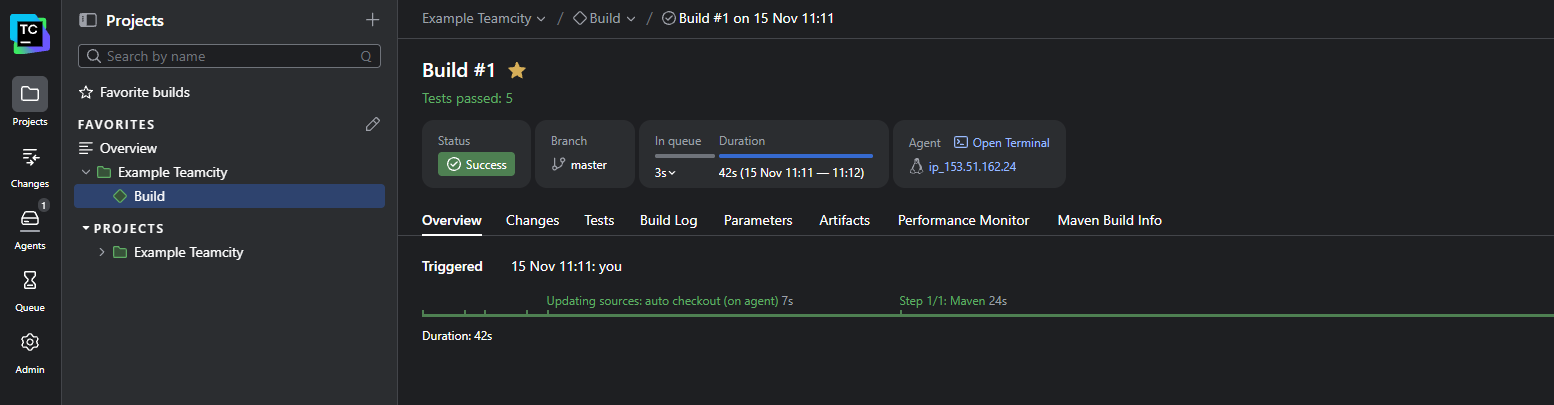 TC
Projects
Changes
1
Agents
Queue
Admin
Projects
Search by name
Q
Favorite builds
FAVORITES
Overview
Example Teamcity
Build
PROJECTS
Example Teamcity
Example Teamcity / Build / Build #1 on 15 Nov 11:11
Build #1
Tests passed: 5
Status
Success
Branch
master
In queue Duration
3s 42s (15 Nov 11:11 — 11:12)
Agent Open Terminal
ip_153.51.162.24
Overview Changes Tests Build Log Parameters Artifacts Performance Monitor Maven Build Info
Triggered 15 Nov 11:11: you
Updating sources: auto checkout (on agent) 7s Step 1/1: Maven 24s
Duration: 42s